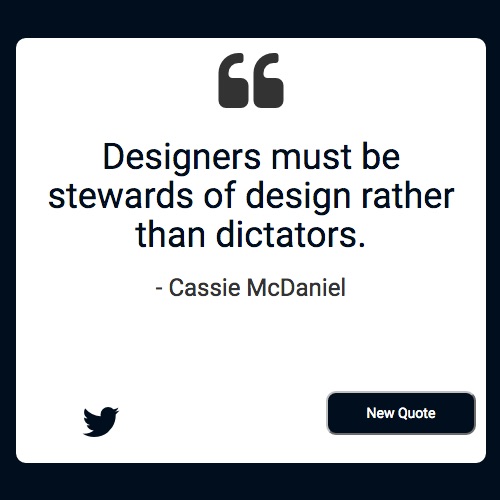 Designers must be
stewards of design rather
than dictators.
- Cassie McDaniel
New Quote